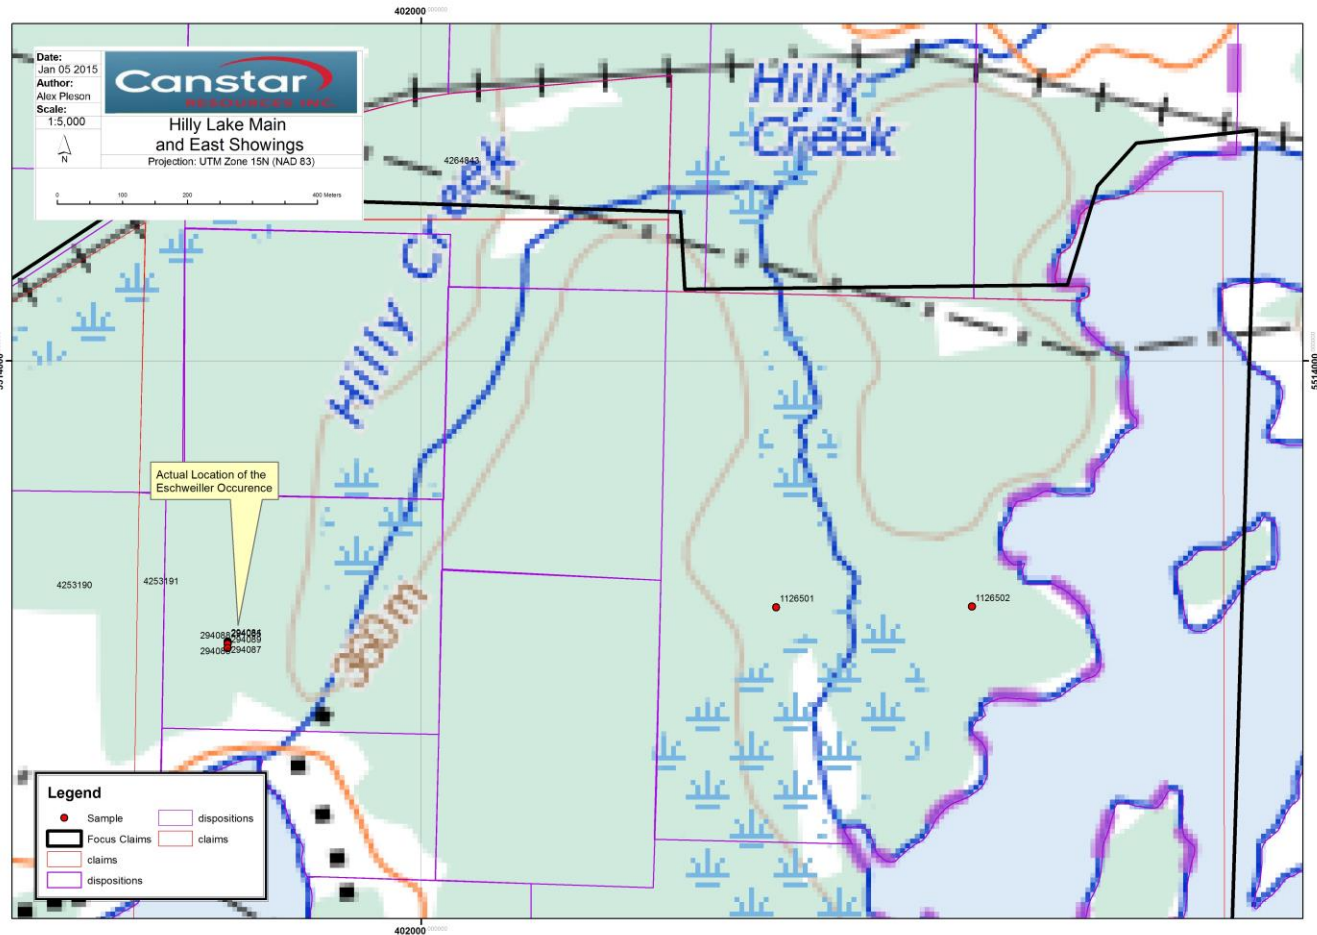 402000
Date:
Jan 05 2015
Author:
Alex Pleson
Scale:
1:5,000
N
Canstar
RESOURCES INC.
Hilly Lake Main
and East Showings
Projection: UTM Zone 15N (NAD 83)
0 100 200 400 Meters
Hilly
Creek
4264843
Hilly Creek
5514000
5514000
Actual Location of the
Eschweiller Occurence
4253190
4253191
1126501
1126502
294089
294087
360m
Legend
Sample
dispositions
Focus Claims
claims
claims
dispositions
402000